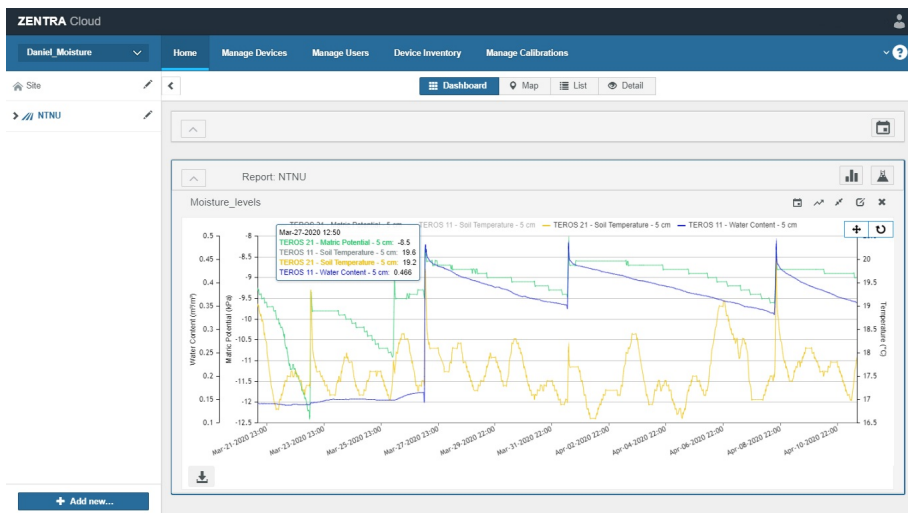 ZENTRA Cloud
Daniel_Moisture
Home Manage Devices Manage Users Device Inventory Manage Calibrations
?
Site
Dashboard Map List Detail
NTNU
Report: NTNU
Moisture_levels
TEROS 21 - Matric Potential - 5 cm TEROS 11 - Soil Temperature - 5 cm TEROS 21 - Soil Temperature - 5 cm TEROS 11 - Water Content - 5 cm
Mar-27-2020 12:50
TEROS 21 - Matric Potential - 5 cm: -8.5
TEROS 11 - Soil Temperature - 5 cm: 19.6
TEROS 21 - Soil Temperature - 5 cm: 19.2
TEROS 11 - Water Content - 5 cm: 0.466
0.5 -8
0.45 -8.5 20
0.4 -9 19.5
0.35 -9.5 19
0.3 -10 18.5
-10.5
0.25 -11 18
0.2 -11.5 17.5
0.15 -12 17
0.1 -12.5 16.5
Water Content (m³/m³)
Matric Potential (kPa)
Temperature (°C)
Mar-21-2020 23:00 Mar-23-2020 23:00 Mar-25-2020 23:00 Mar-27-2020 23:00 Mar-29-2020 22:00 Mar-31-2020 22:00 Apr-02-2020 22:00 Apr-04-2020 22:00 Apr-06-2020 22:00 Apr-08-2020 22:00 Apr-10-2020 22:00
+ Add new...